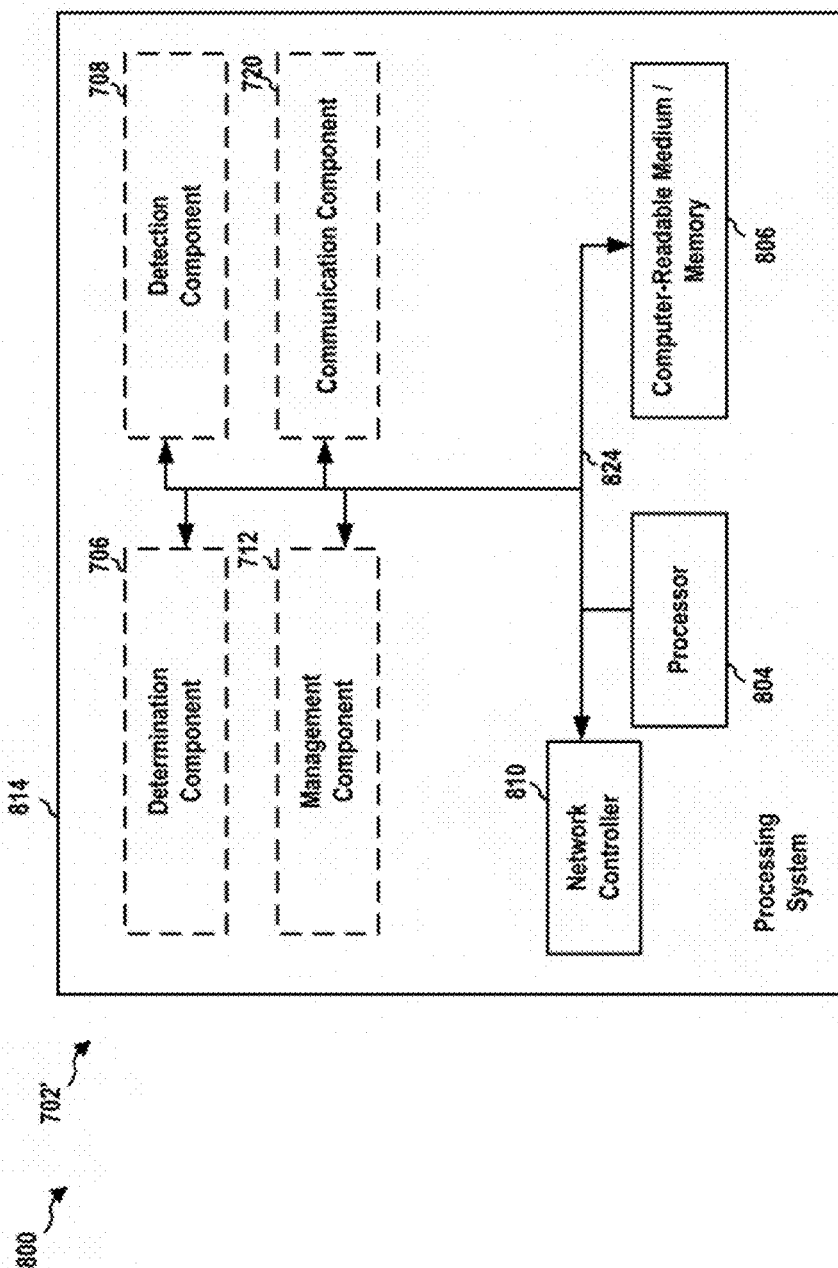 800
702'
814
706
708
Determination
Component
Detection
Component
712
720
Management
Component
Communication Component
810
824
Network
Controller
Processor
Computer-Readable Medium /
Memory
804
806
Processing
System